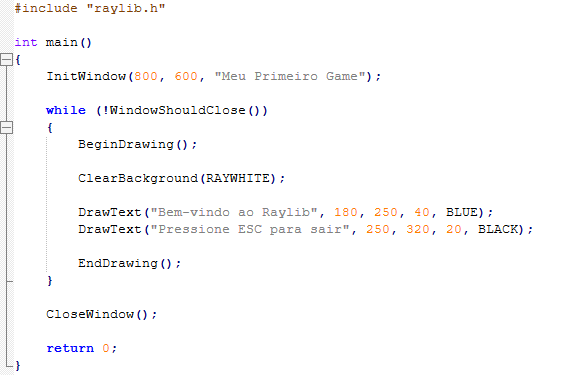 #include "raylib.h"
int main()
{
InitWindow(800, 600, "Meu Primeiro Game");
while (!WindowShouldClose())
{
BeginDrawing();
ClearBackground(RAYWHITE);
DrawText("Bem-vindo ao Raylib", 180, 250, 40, BLUE);
DrawText("Pressione ESC para sair", 250, 320, 20, BLACK);
EndDrawing();
}
CloseWindow();
return 0;
}